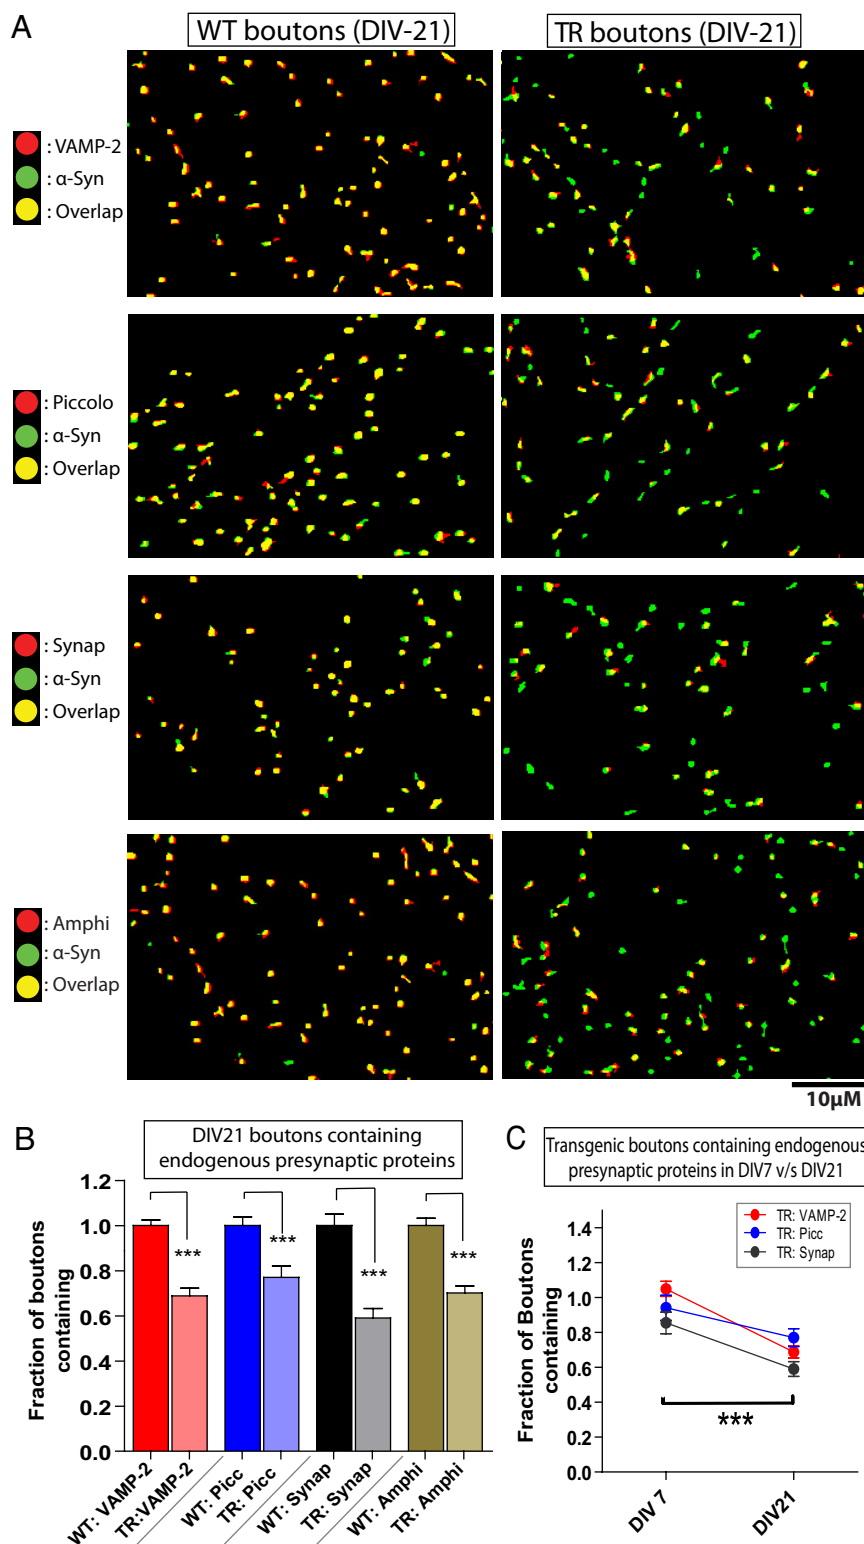 A
WT boutons (DIV-21)
TR boutons (DIV-21)
: VAMP-2
: α-Syn
: Overlap
: Piccolo
: α-Syn
: Overlap
: Synap
: α-Syn
: Overlap
: Amphi
: α-Syn
: Overlap
10μM
B
DIV21 boutons containing
endogenous presynaptic proteins
Fraction of boutons
containing
1.2
1.0
0.8
0.6
0.4
0.2
0.0
***
***
***
***
WT: VAMP-2
TR:VAMP-2
WT: Picc
TR: Picc
WT: Synap
TR: Synap
WT: Amphi
TR: Amphi
C
Transgenic boutons containing endogenous
presynaptic proteins in DIV7 v/s DIV21
TR: VAMP-2
TR: Picc
TR: Synap
Fraction of Boutons
containing
1.4
1.2
1.0
0.8
0.6
0.4
0.2
0.0
***
DIV 7
DIV21